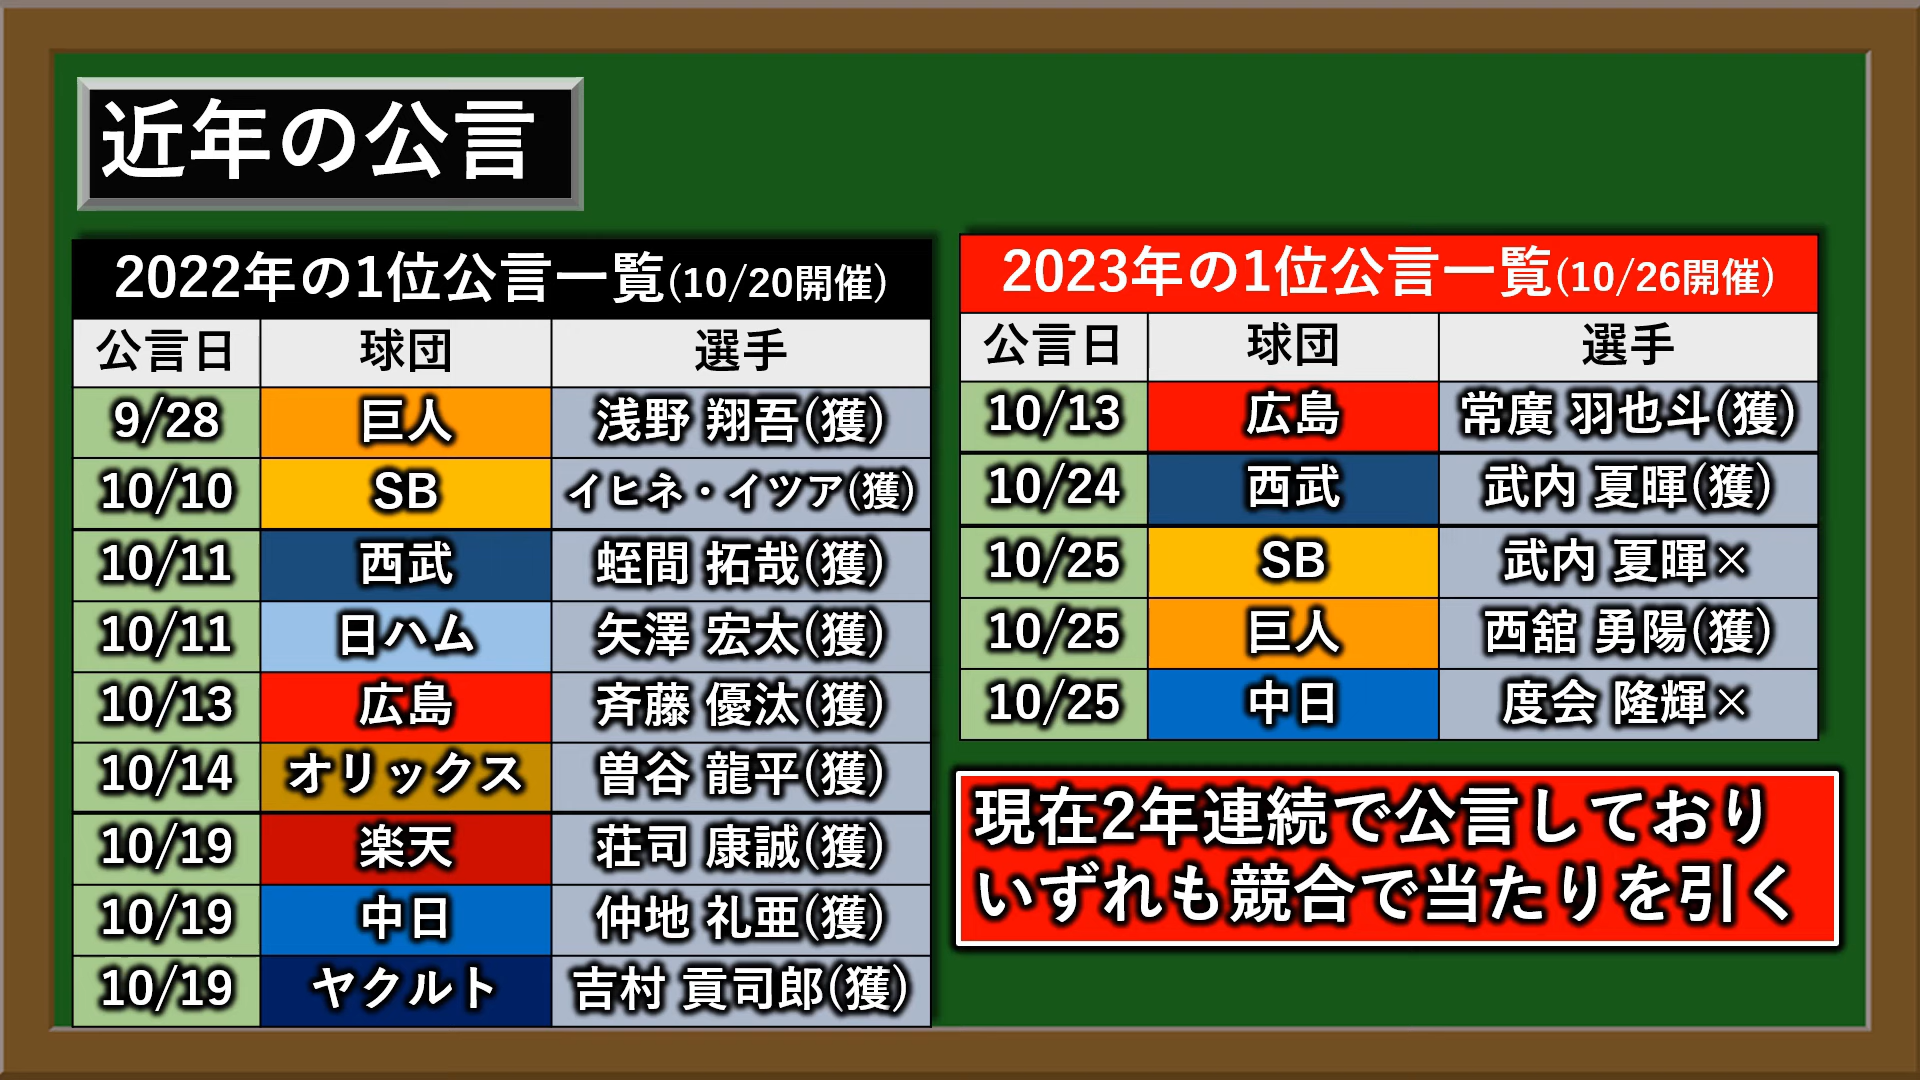 近年の公言
2022年の1位公言一覧(10/20開催)
公言日 球団 選手
9/28 巨人 浅野 翔吾(獲)
10/10 SB イヒネ・イツア(獲)
10/11 西武 蛭間 拓哉(獲)
10/11 日ハム 矢澤 宏太(獲)
10/13 広島 斉藤 優汰(獲)
10/14 オリックス 曽谷 龍平(獲)
10/19 楽天 荘司 康誠(獲)
10/19 中日 仲地 礼亜(獲)
10/19 ヤクルト 吉村 貢司郎(獲)
2023年の1位公言一覧(10/26開催)
公言日 球団 選手
10/13 広島 常廣 羽也斗(獲)
10/24 西武 武内 夏暉(獲)
10/25 SB 武内 夏暉×
10/25 巨人 西舘 勇陽(獲)
10/25 中日 度会 隆輝×
現在2年連続で公言しており
いずれも競合で当たりを引く